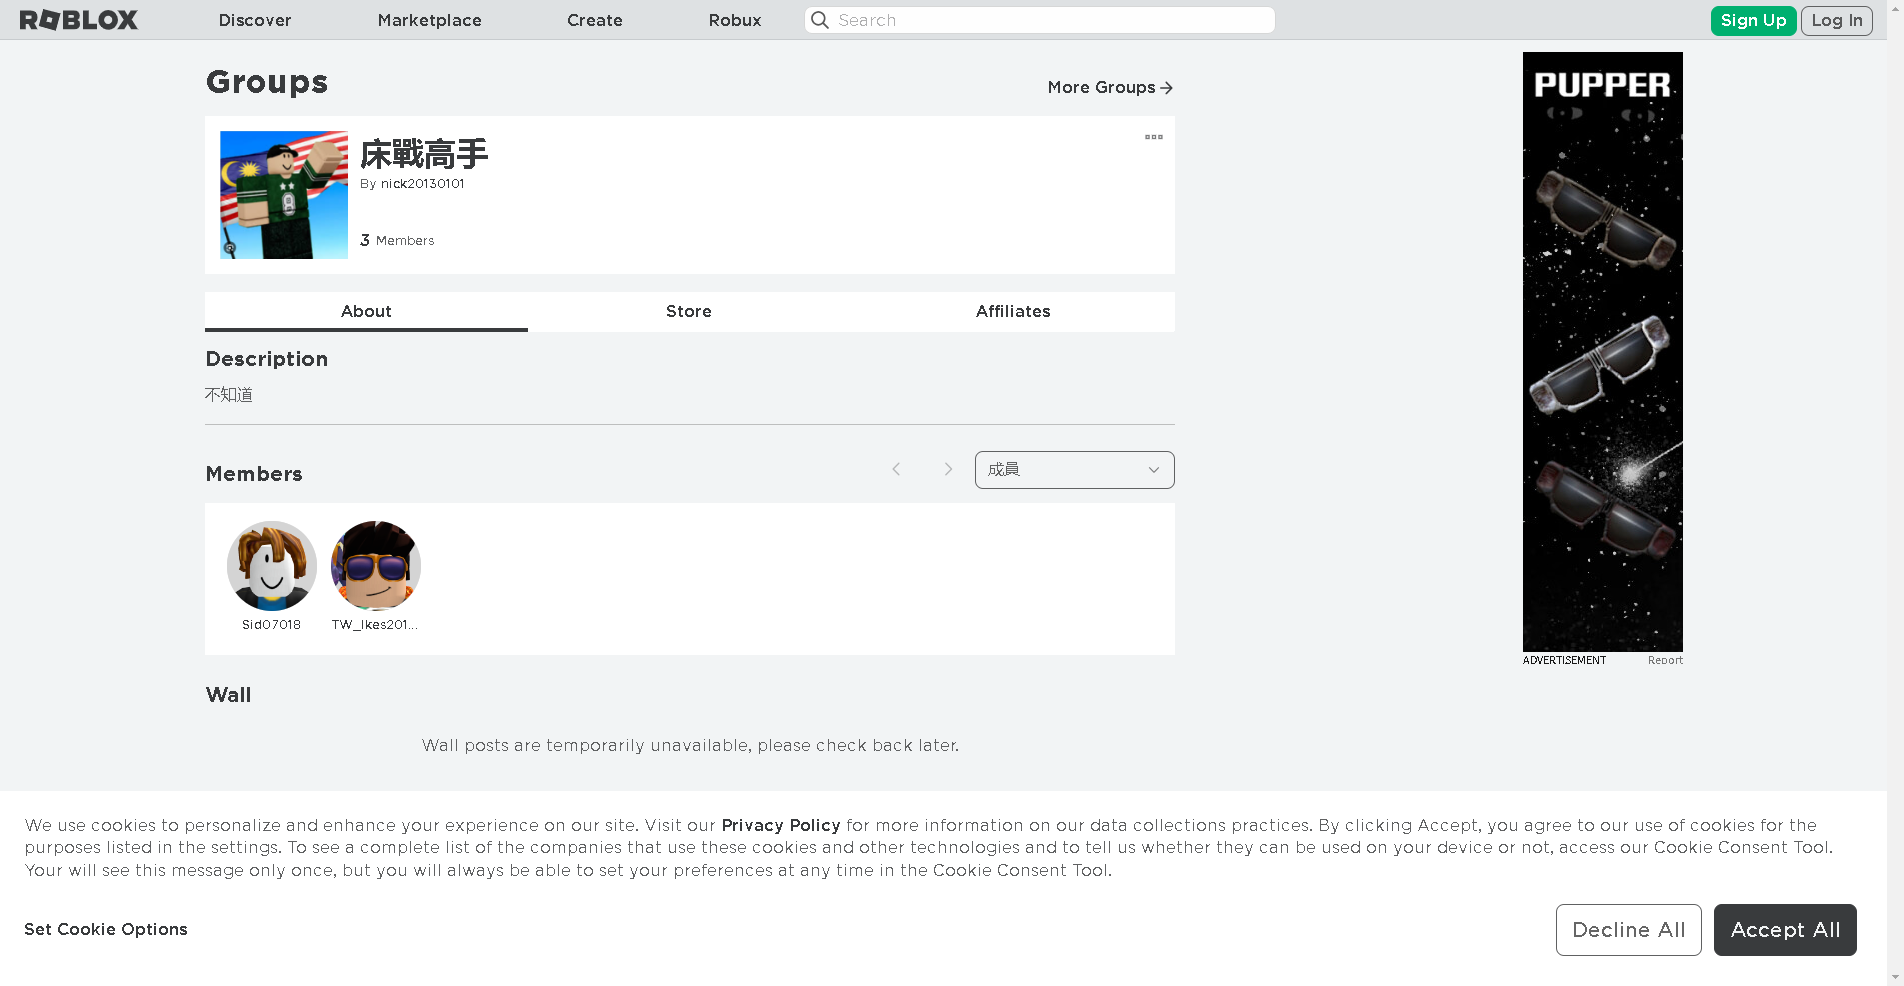 ROBLOX
Discover
Marketplace
Create
Robux
Search
Sign Up
Log In
Groups
More Groups
床戰高手
By nick20130101
3 Members
About
Store
Affiliates
Description
不知道
Members
成員
Sid07018
TW_Ikes201...
Wall
Wall posts are temporarily unavailable, please check back later.
PUPPER
ADVERTISEMENT
Report
We use cookies to personalize and enhance your experience on our site. Visit our Privacy Policy for more information on our data collections practices. By clicking Accept, you agree to our use of cookies for the
purposes listed in the settings. To see a complete list of the companies that use these cookies and other technologies and to tell us whether they can be used on your device or not, access our Cookie Consent Tool.
Your will see this message only once, but you will always be able to set your preferences at any time in the Cookie Consent Tool.
Set Cookie Options
Decline All
Accept All